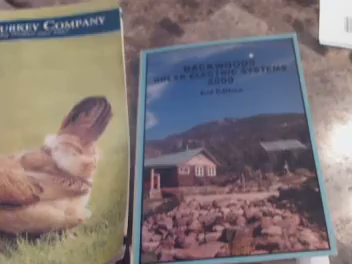 URKEY COMPANY
BACKWOODS
SOLAR ELECTRIC SYSTEMS
2000
2nd Edition